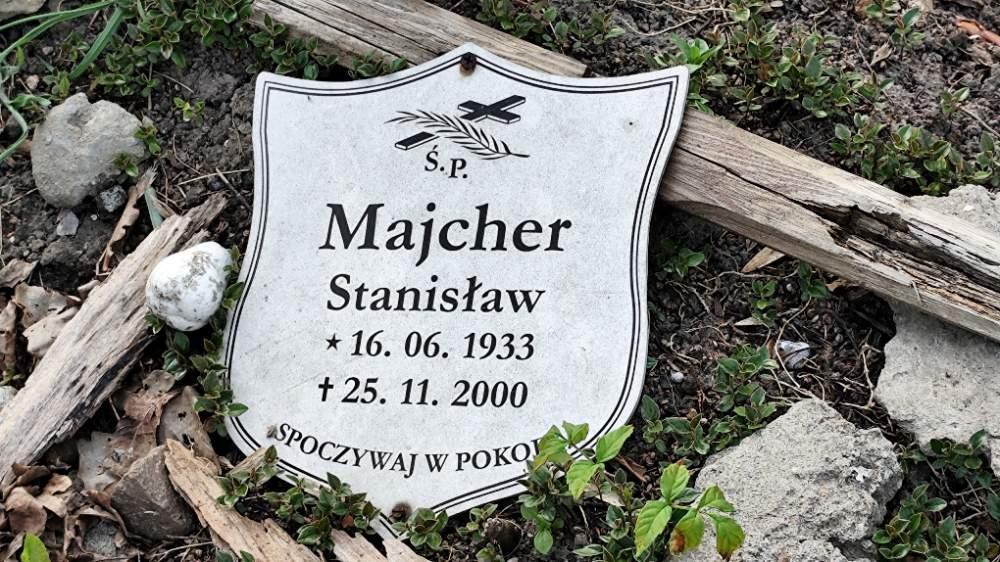 Ś.P.
Majcher
Stanisław
★ 16. 06. 1933
✝ 25. 11. 2000
SPOCZYWAJ W